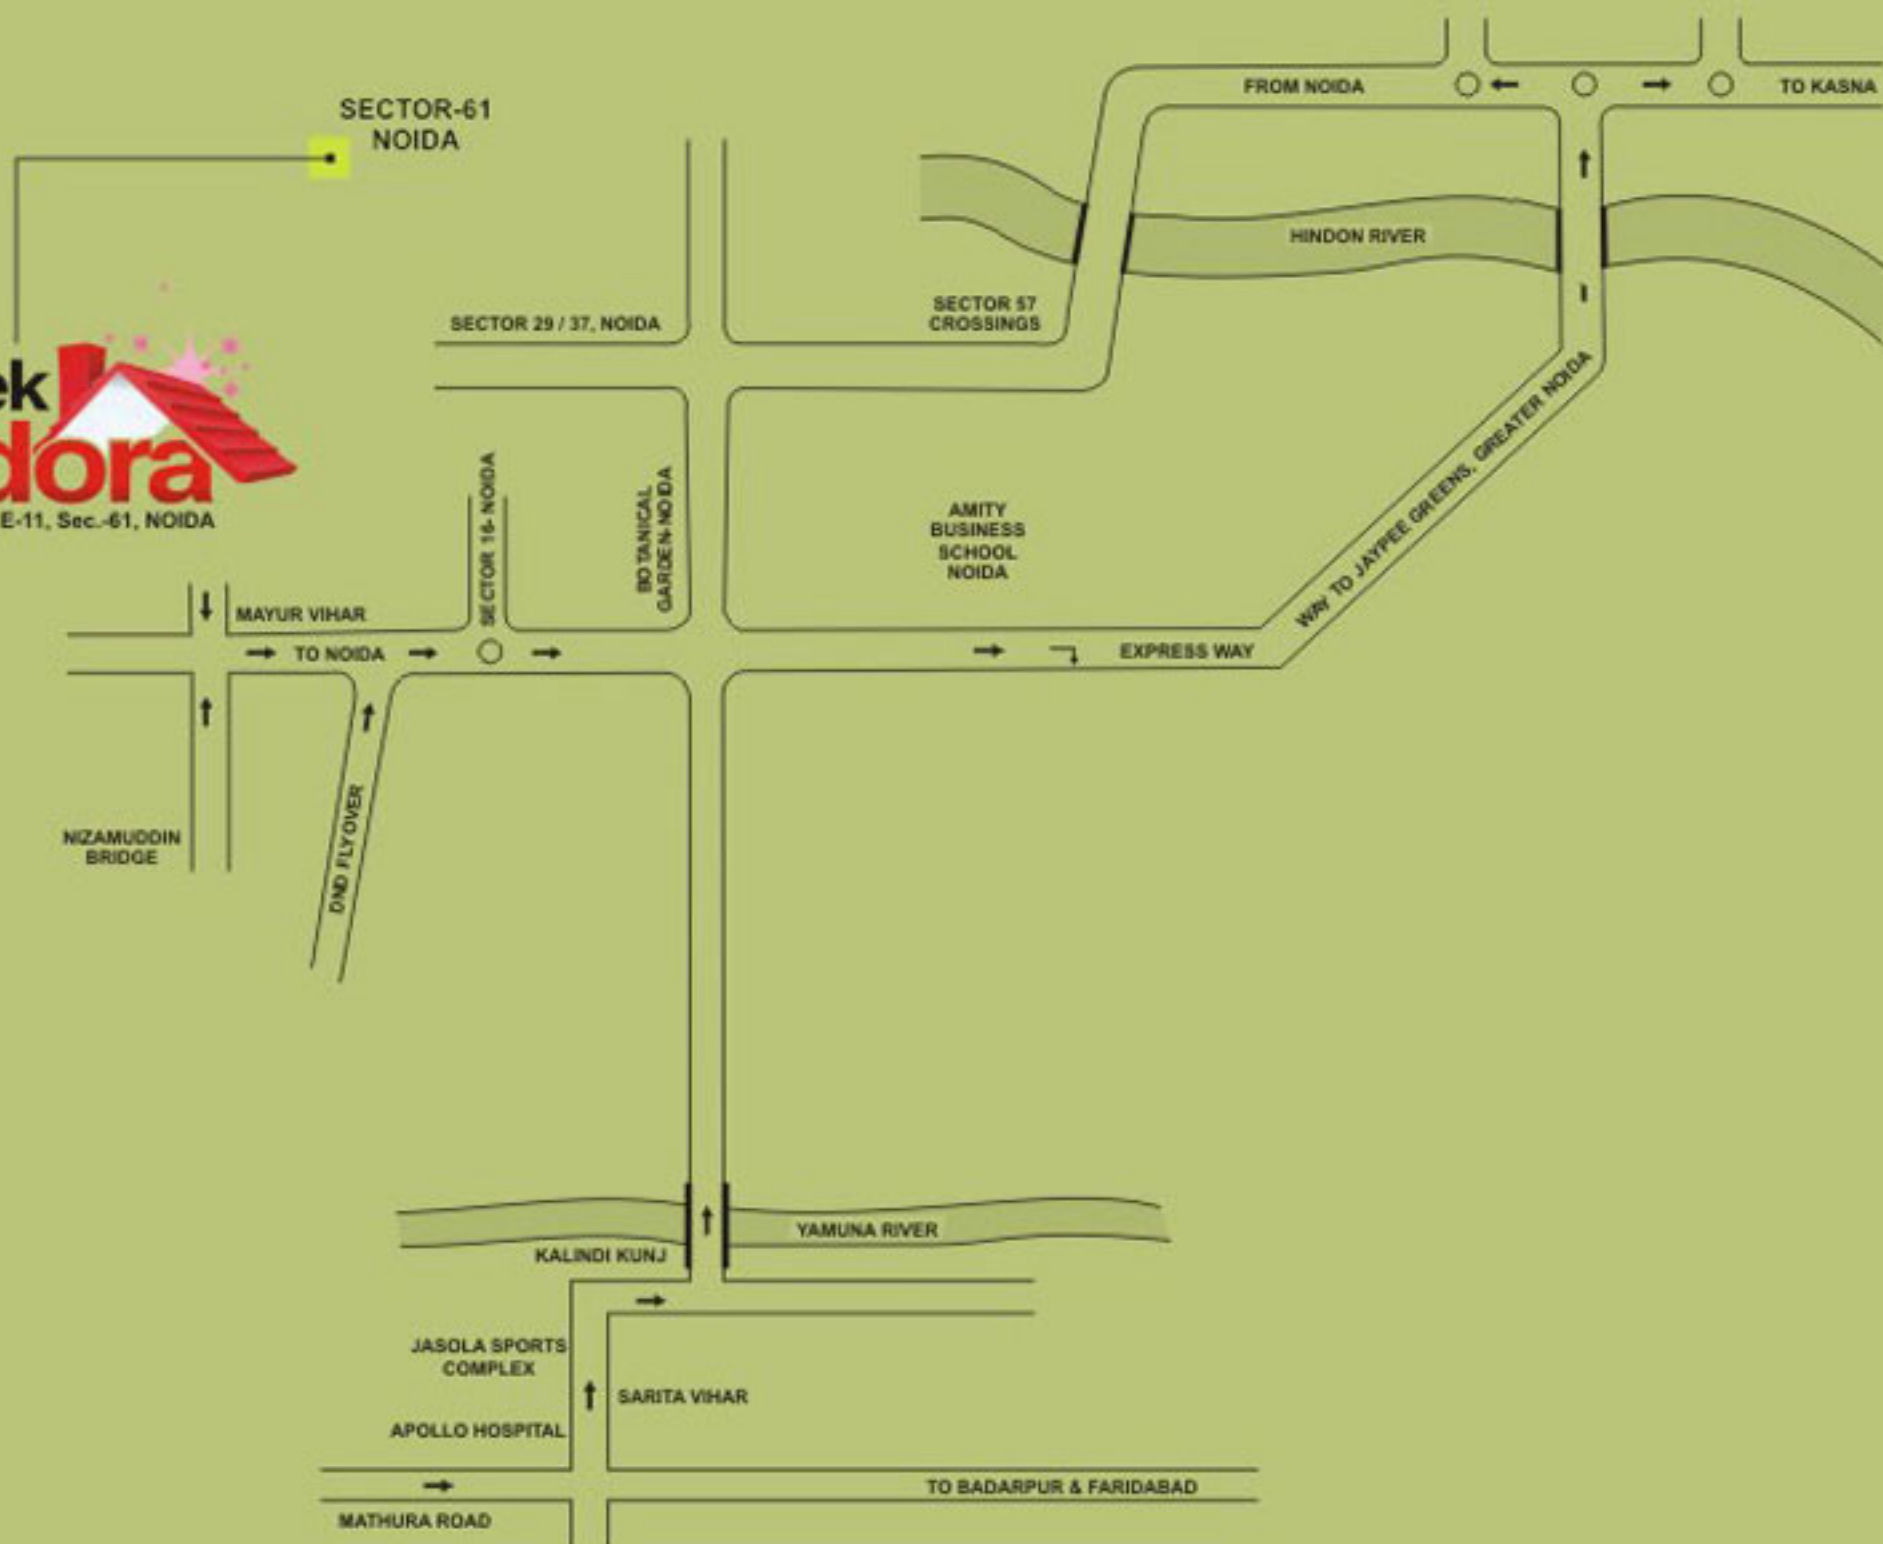 SECTOR-61
NOIDA
FROM NOIDA
TO KASNA
HINDON RIVER
SECTOR 57
CROSSINGS
SECTOR 29 / 37, NOIDA
WAY TO JAYPEE GREENS, GREATER NOIDA
ek
dora
E-11, Sec.-61, NOIDA
SECTOR 16- NOIDA
BOTANICAL
GARDEN-NOIDA
AMITY
BUSINESS
SCHOOL
NOIDA
MAYUR VIHAR
TO NOIDA
EXPRESS WAY
NIZAMUDDIN
BRIDGE
DND FLYOVER
YAMUNA RIVER
KALINDI KUNJ
JASOLA SPORTS
COMPLEX
SARITA VIHAR
APOLLO HOSPITAL
TO BADARPUR & FARIDABAD
MATHURA ROAD